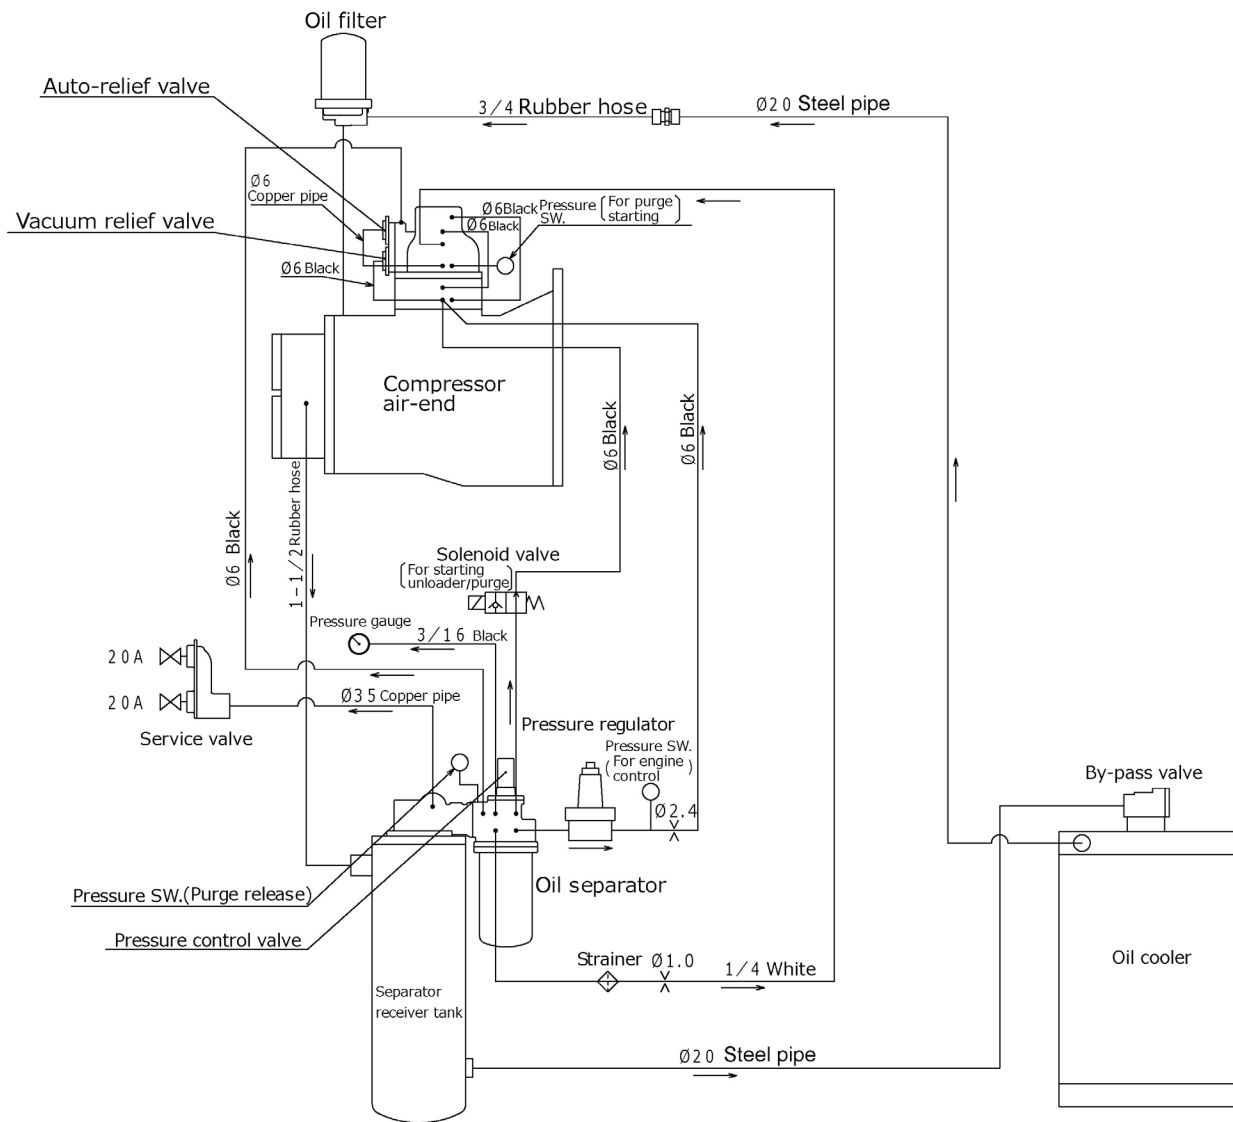 Oil filter
Auto-relief valve
3/4 Rubber hose
Ø20 Steel pipe
Ø6
Copper pipe
Vacuum relief valve
Ø6 Black
Ø6Black
Ø6Black
Pressure
SW.
(For purge
starting)
Compressor
air-end
Ø6 Black
Ø6 Black
Ø6 Black
1-1/2 Rubber hose
Solenoid valve
(For starting
unloader/purge)
Pressure gauge
3/16 Black
20A
20A
Ø35 Copper pipe
Service valve
Pressure regulator
Pressure SW.
(For engine
control)
Ø2.4
By-pass valve
Pressure SW.(Purge release)
Oil separator
Pressure control valve
Strainer
Ø1.0
1/4 White
Oil cooler
Separator
receiver tank
Ø20 Steel pipe